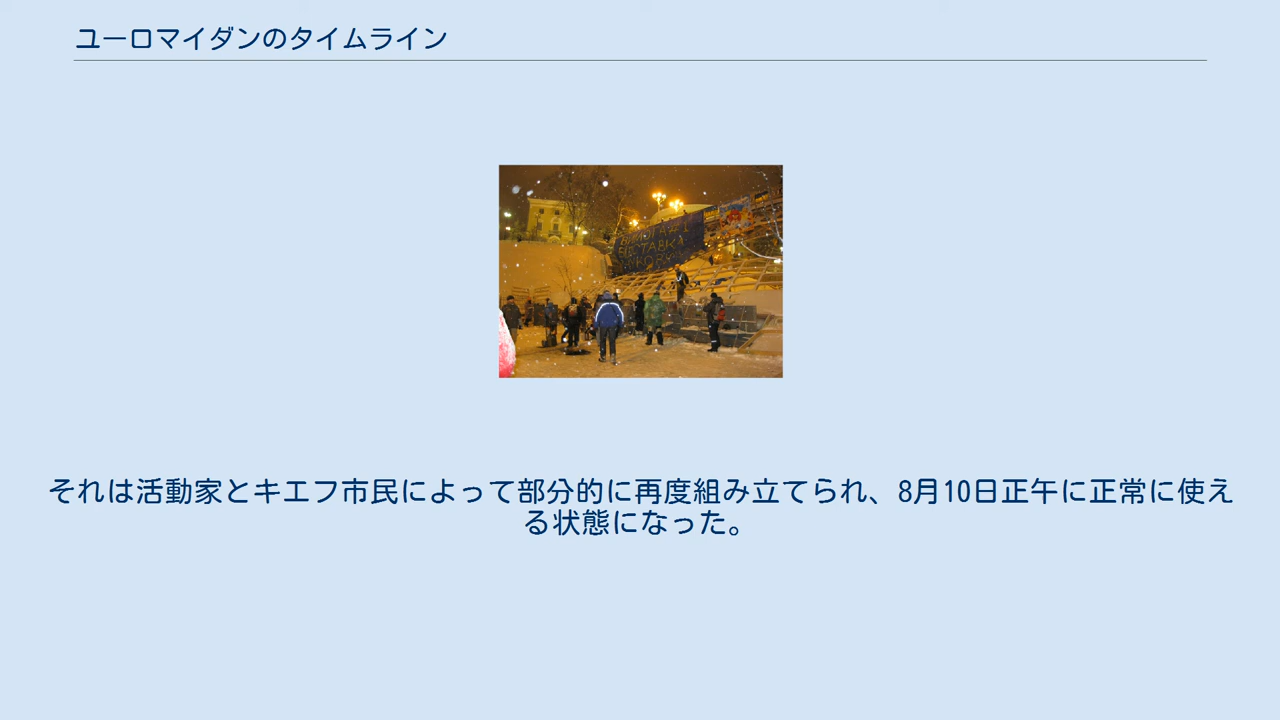 ユーロマイダンのタイムライン
ВИМОГА #1
それは活動家とキエフ市民によって部分的に再度組み立てられ、8月10日正午に正常に使え
る状態になった。